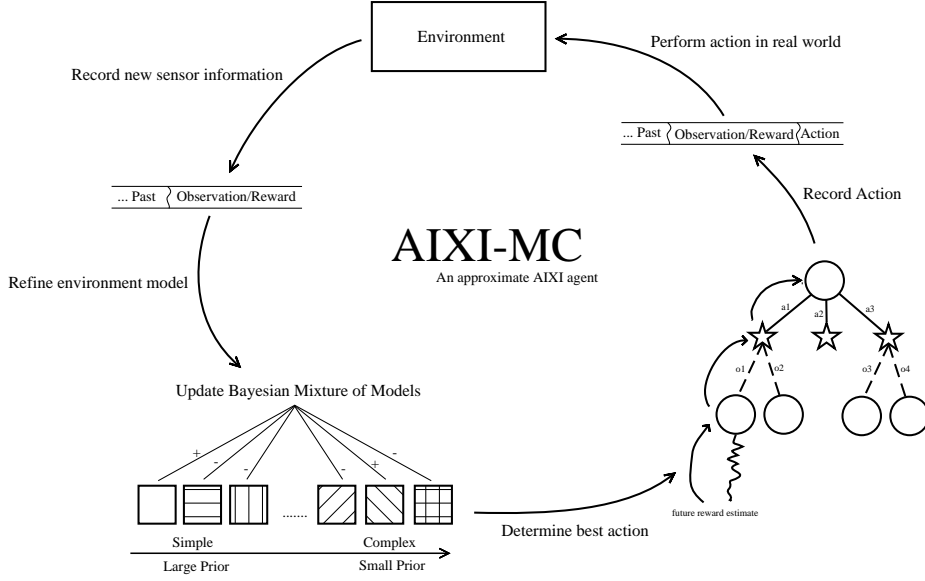 Environment
Perform action in real world
Record new sensor information
... Past Observation/Reward Action
... Past Observation/Reward
Record Action
AIXI-MC
An approximate AIXI agent
Refine environment model
a1 a2 a3
o1 o2 o3 o4
Update Bayesian Mixture of Models
+ - - - + -
.......
future reward estimate
Determine best action
Simple Complex
Large Prior Small Prior